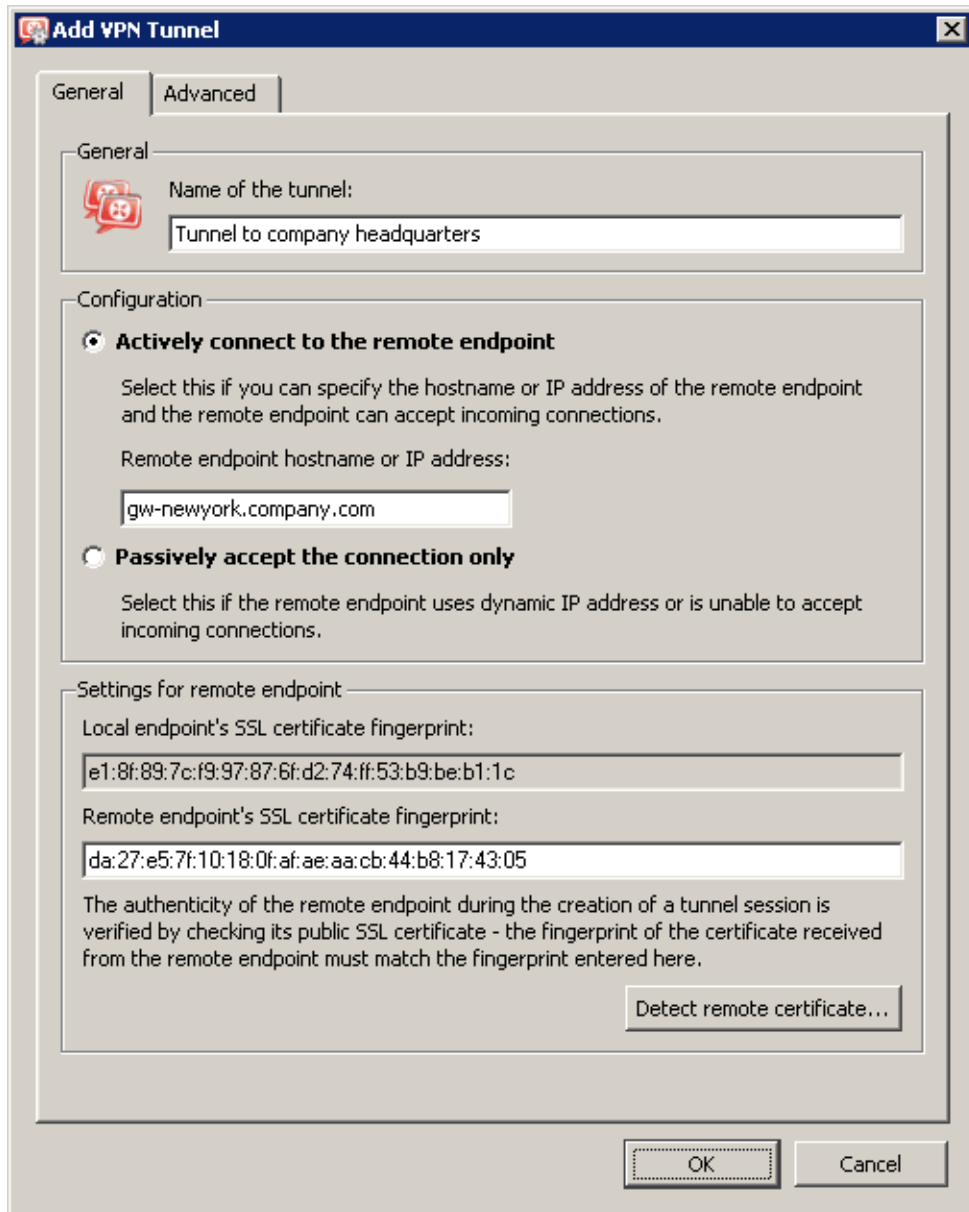 Add VPN Tunnel
General
Advanced
General
Name of the tunnel:
Tunnel to company headquarters
Configuration
Actively connect to the remote endpoint
Select this if you can specify the hostname or IP address of the remote endpoint
and the remote endpoint can accept incoming connections.
Remote endpoint hostname or IP address:
gw-newyork.company.com
Passively accept the connection only
Select this if the remote endpoint uses dynamic IP address or is unable to accept
incoming connections.
Settings for remote endpoint
Local endpoint's SSL certificate fingerprint:
e1:8f:89:7c:f9:97:87:6f:d2:74:ff:53:b9:be:b1:1c
Remote endpoint's SSL certificate fingerprint:
da:27:e5:7f:10:18:0f:af:ae:aa:cb:44:b8:17:43:05
The authenticity of the remote endpoint during the creation of a tunnel session is
verified by checking its public SSL certificate - the fingerprint of the certificate received
from the remote endpoint must match the fingerprint entered here.
Detect remote certificate...
OK
Cancel